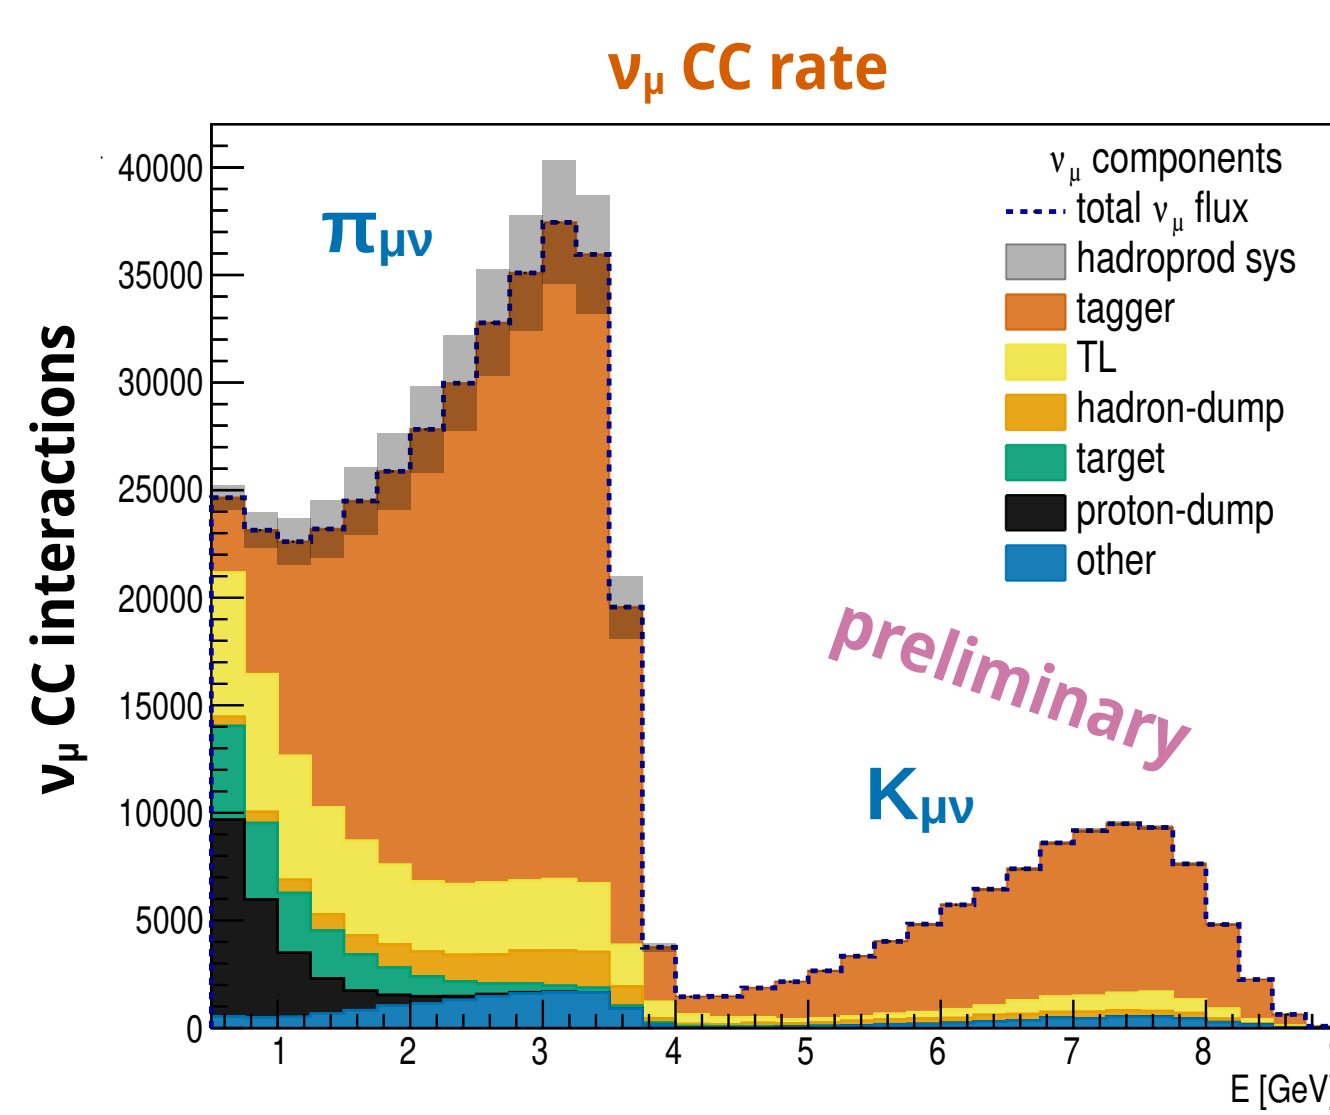 νμ CC rate
νμ CC interactions
40000
35000
30000
25000
20000
15000
10000
5000
0
πμν
νμ components
total νμ flux
hadroprod sys
tagger
TL
hadron-dump
target
proton-dump
other
preliminary
Kμν
1 2 3 4 5 6 7 8
E [GeV]